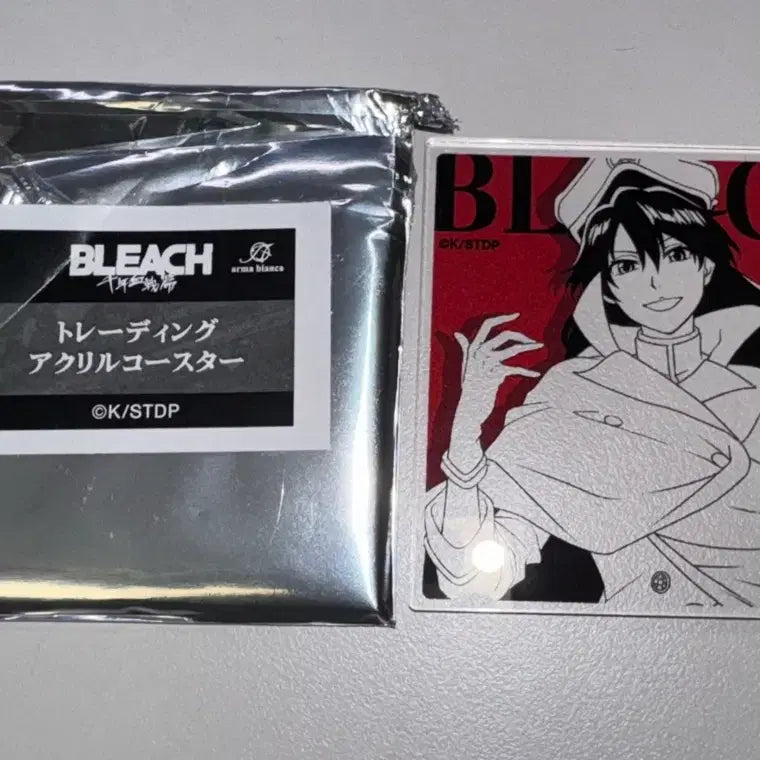 BLEACH
千年血戦篇
arma bianca
トレーディング
アクリルコースター
©K/STDP
BL
©K/STDP